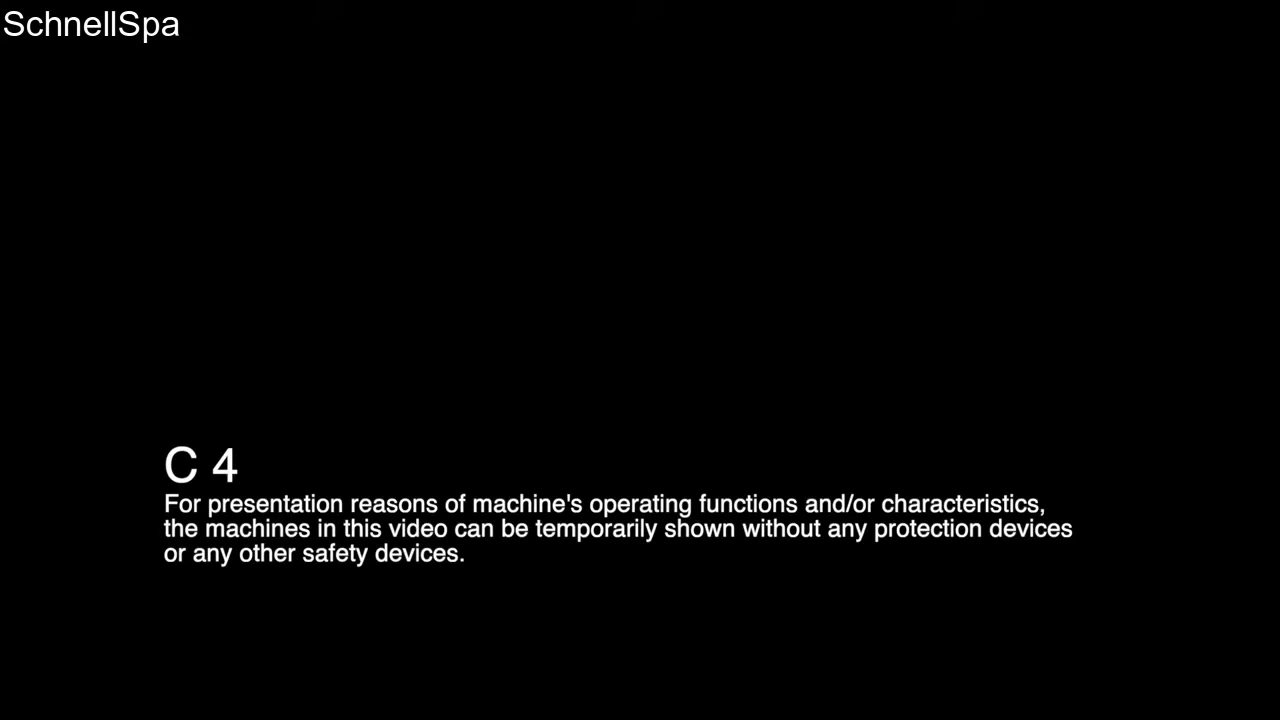 SchnellSpa
C 4
For presentation reasons of machine's operating functions and/or characteristics,
the machines in this video can be temporarily shown without any protection devices
or any other safety devices.